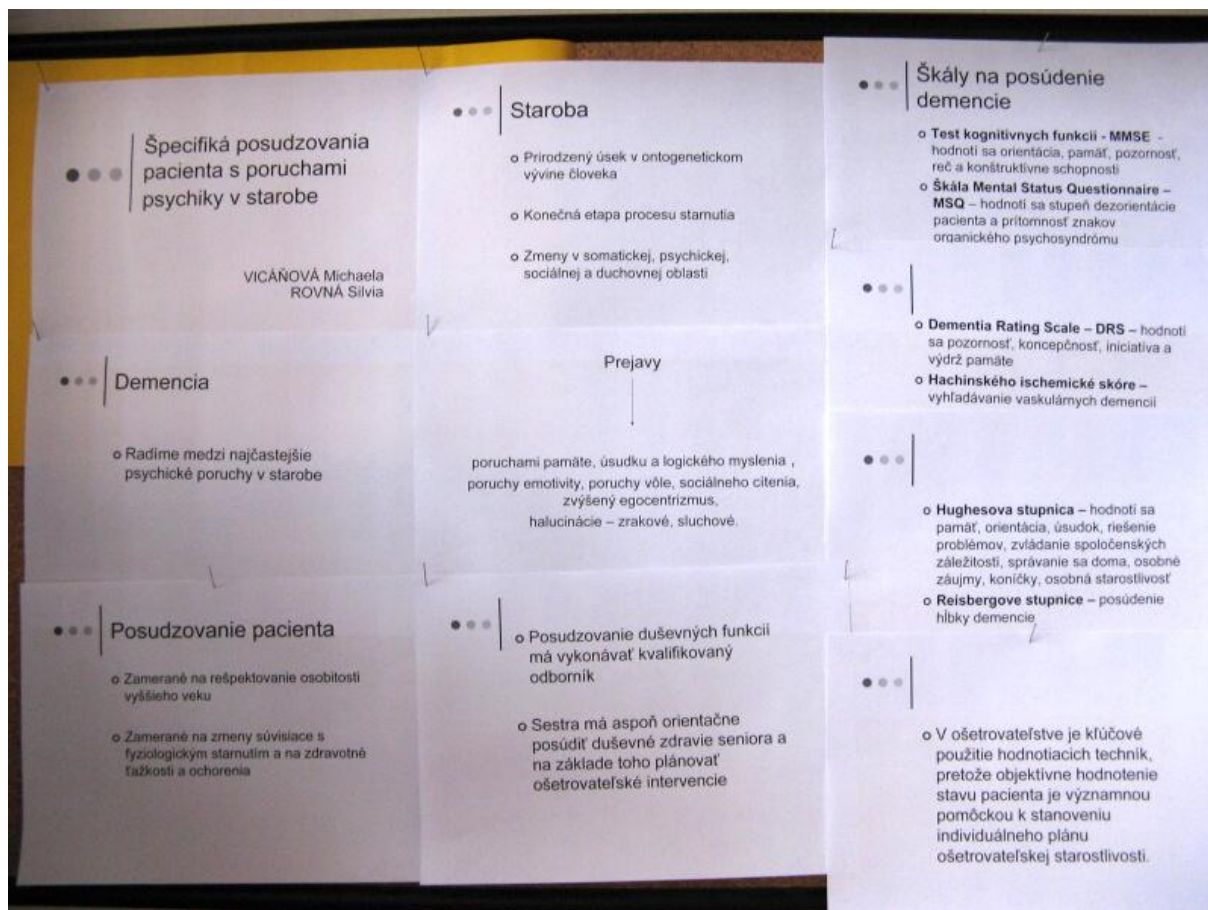 Špecifiká posudzovania
pacienta s poruchami
psychiky v starobe
VICÁŇOVÁ Michaela
ROVNÁ Silvia
Staroba
o Prirodzený úsek v ontogenetickom
vývine človeka
o Konečná etapa procesu starnutia
o Zmeny v somatickej, psychickej,
sociálnej a duchovnej oblasti
Demencia
o Radíme medzi najčastejšie
psychické poruchy v starobe
Prejavy
poruchami pamäte, úsudku a logického myslenia ,
poruchy emotivity, poruchy vôle, sociálneho cítenia,
zvýšený egocentrizmus,
halucinácie – zrakové, sluchové.
Posudzovanie pacienta
o Zamerané na rešpektovanie osobitostí
vyššieho veku
o Zamerané na zmeny súvisiace s
fyziologickým starnutím a na zdravotné
ťažkosti a ochorenia
o Posudzovanie duševných funkcií
má vykonávať kvalifikovaný
odborník
o Sestra má aspoň orientačne
posúdiť duševné zdravie seniora a
na základe toho plánovať
ošetrovateľské intervencie
Škály na posúdenie
demencie
o Test kognitívnych funkcií - MMSE -
hodnotí sa orientácia, pamäť, pozornosť,
reč a konštruktívne schopnosti
o Škála Mental Status Questionnaire –
MSQ – hodnotí sa stupeň dezorientácie
pacienta a prítomnosť znakov
organického psychosyndrómu
o Dementia Rating Scale – DRS – hodnotí
sa pozornosť, koncepčnosť, iniciatíva a
výdrž pamäte
o Hachinského ischemické skóre –
vyhľadávanie vaskulárnych demencií
o Hughesova stupnica – hodnotí sa
pamäť, orientácia, úsudok, riešenie
problémov, zvládanie spoločenských
záležitostí, správanie sa doma, osobné
záujmy, koníčky, osobná starostlivosť
o Reisbergove stupnice – posúdenie
hĺbky demencie
o V ošetrovateľstve je kľúčové
použitie hodnotiacich techník,
pretože objektívne hodnotenie
stavu pacienta je významnou
pomôckou k stanoveniu
individuálneho plánu
ošetrovateľskej starostlivosti.